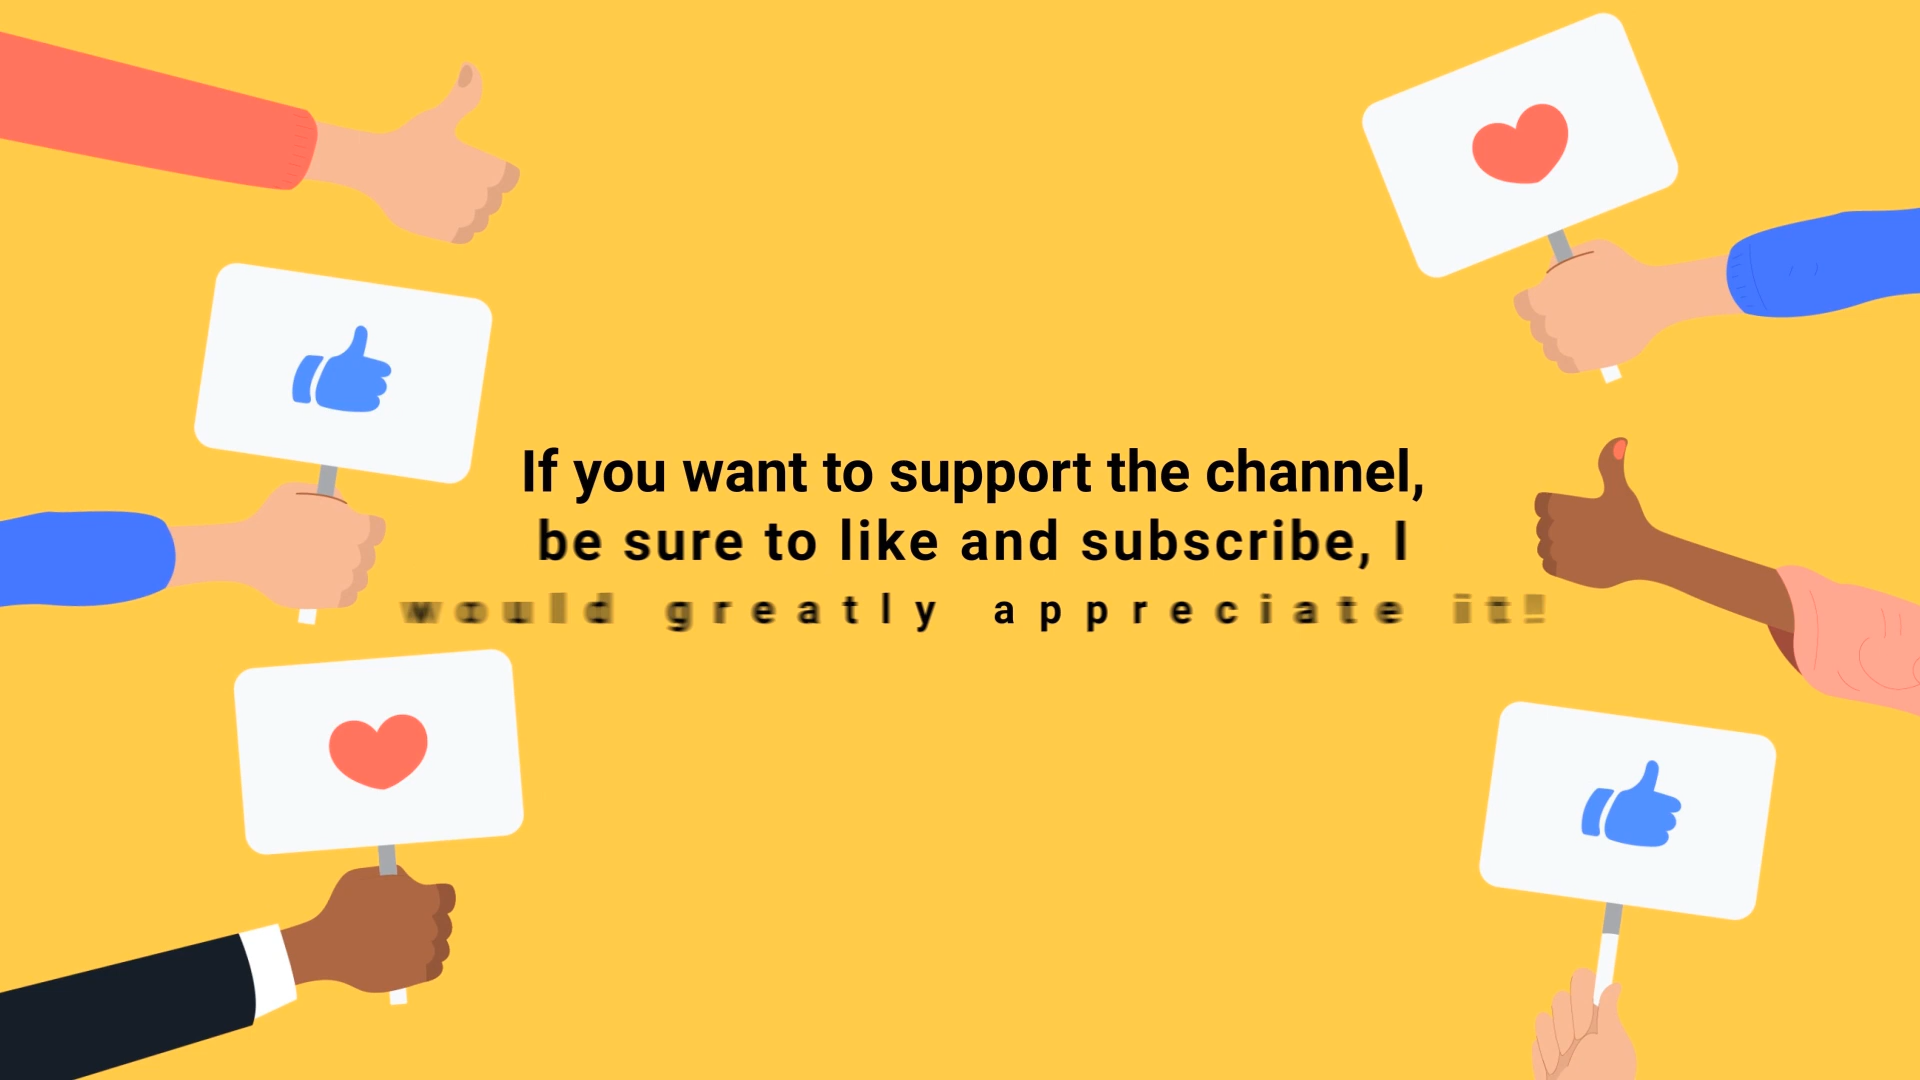 If you want to support the channel,
be sure to like and subscribe, I
would greatly appreciate it!